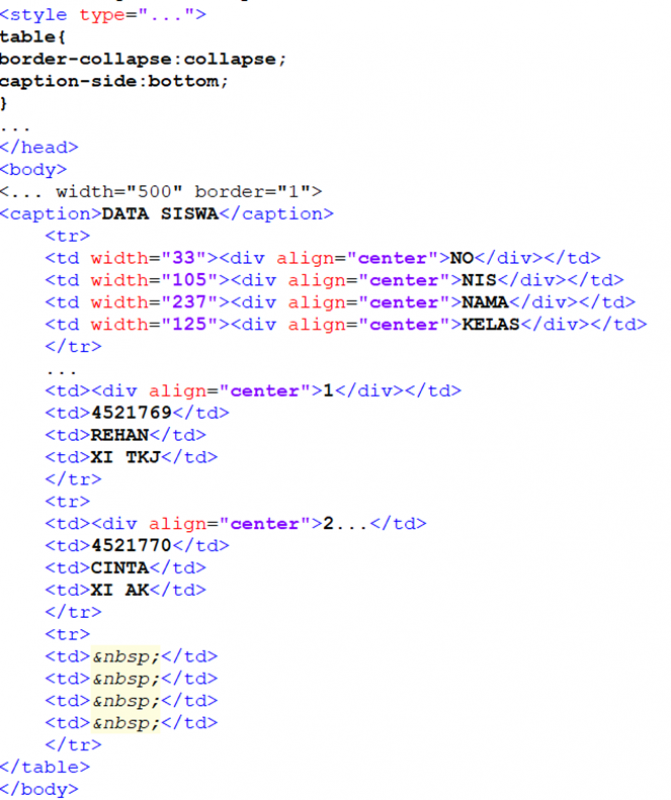 <style type="...">
table{
border-collapse:collapse;
caption-side:bottom;
}
...
</head>
<body>
<... width="500" border="1">
<caption>DATA SISWA</caption>
<tr>
<td width="33"><div align="center">NO</div></td>
<td width="105"><div align="center">NIS</div></td>
<td width="237"><div align="center">NAMA</div></td>
<td width="125"><div align="center">KELAS</div></td>
</tr>
...
<td><div align="center">1</div></td>
<td>4521769</td>
<td>REHAN</td>
<td>XI TKJ</td>
</tr>
<tr>
<td><div align="center">2...</td>
<td>4521770</td>
<td>CINTA</td>
<td>XI AK</td>
</tr>
<tr>
<td>&nbsp;</td>
<td>&nbsp;</td>
<td>&nbsp;</td>
<td>&nbsp;</td>
</tr>
</table>
</body>